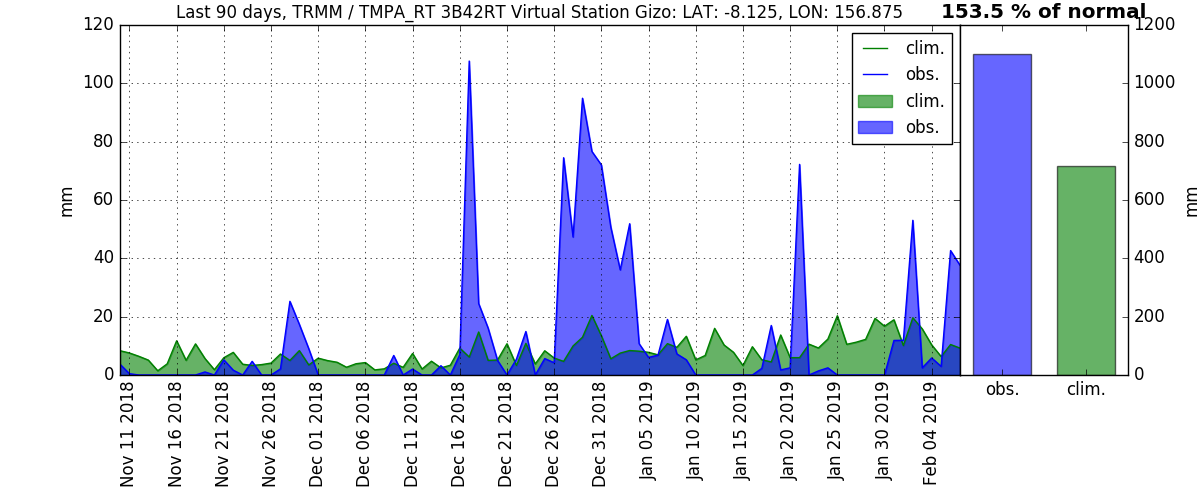 Last 90 days, TRMM / TMPA_RT 3B42RT Virtual Station Gizo: LAT: -8.125, LON: 156.875
153.5 % of normal
120
100
80
60
40
20
0
mm
clim.
obs.
clim.
obs.
1200
1000
800
600
400
200
0
mm
Nov 11 2018
Nov 16 2018
Nov 21 2018
Nov 26 2018
Dec 01 2018
Dec 06 2018
Dec 11 2018
Dec 16 2018
Dec 21 2018
Dec 26 2018
Dec 31 2018
Jan 05 2019
Jan 10 2019
Jan 15 2019
Jan 20 2019
Jan 25 2019
Jan 30 2019
Feb 04 2019
obs.
clim.